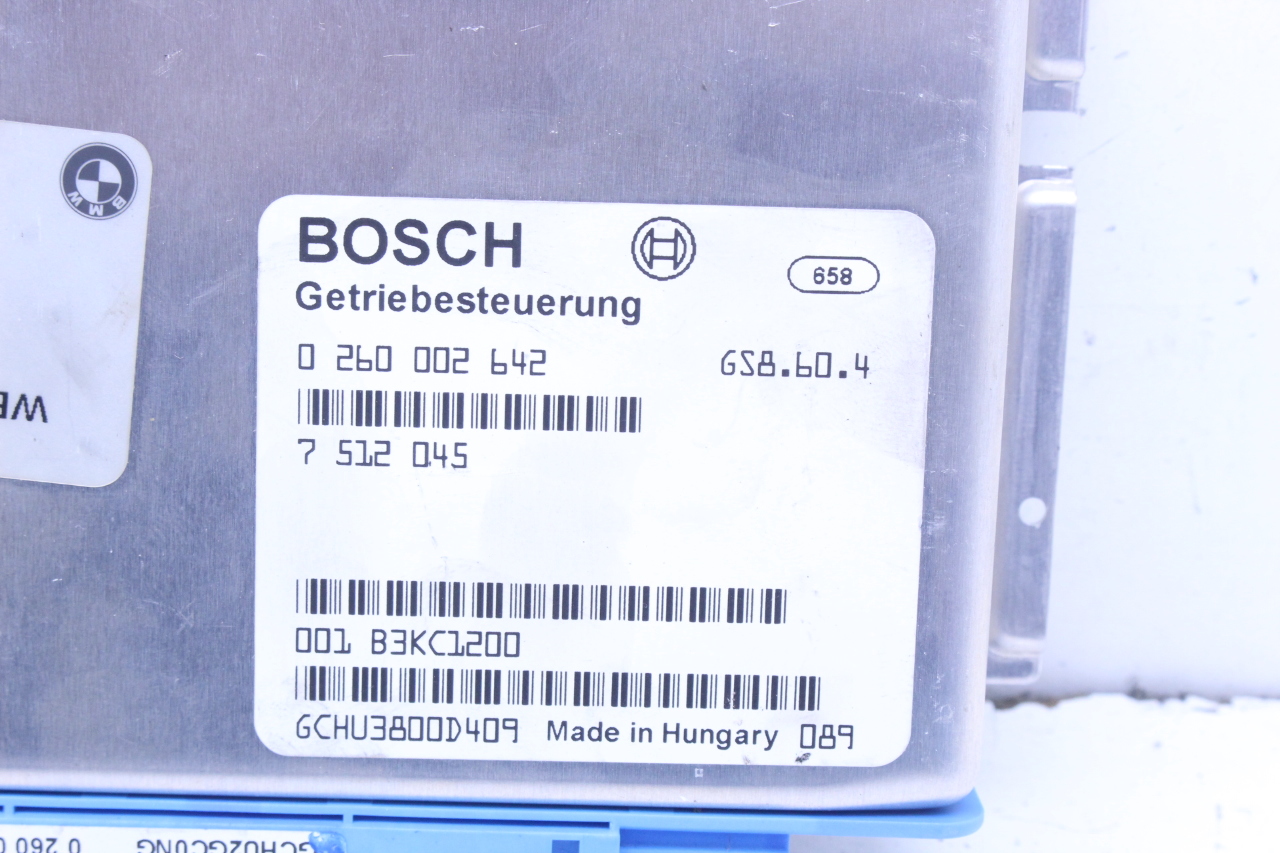 BMW
BOSCH
658
Getriebesteuerung
0 260 002 642 GS8.60.4
7 512 045
001 B3KC1200
GCHU3800D409 Made in Hungary 089